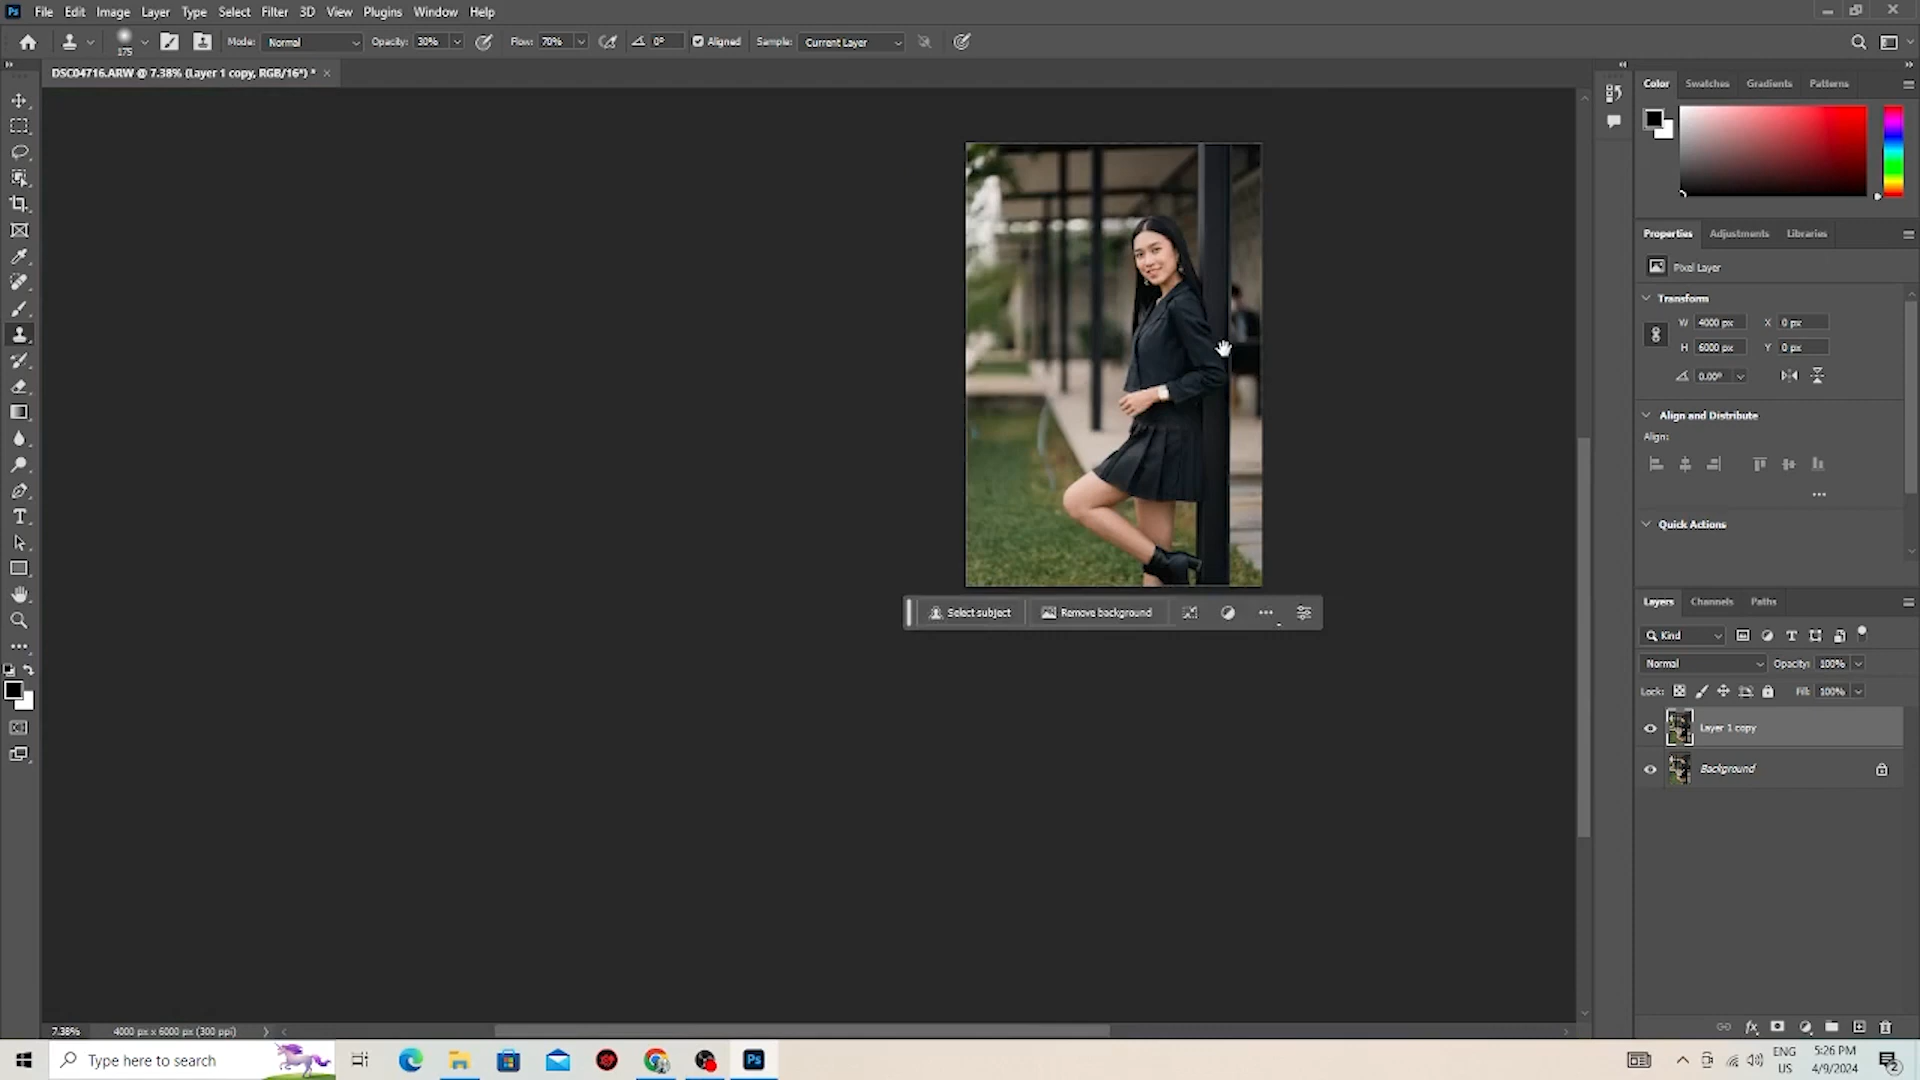 Ps File Edit Image Layer Type Select Filter 3D View Plugins Window Help
175 Mode: Normal Opacity: 30% Flow: 70% 0° Aligned Sample: Current Layer
DSC04716.ARW @ 7.38% (Layer 1 copy, RGB/16*) * ×
Color Swatches Gradients Patterns
Properties Adjustments Libraries
Pixel Layer
Transform
W 4000 px X 0 px
H 6000 px Y 0 px
0.00°
Align and Distribute
Align:
Quick Actions
Select subject Remove background
Layers Channels Paths
Kind
Normal Opacity: 100%
Lock: Fill: 100%
Layer 1 copy
Background
7.38% 4000 px x 6000 px (300 ppi)
Type here to search
Ps
ENG
US
5:26 PM
4/9/2024
2